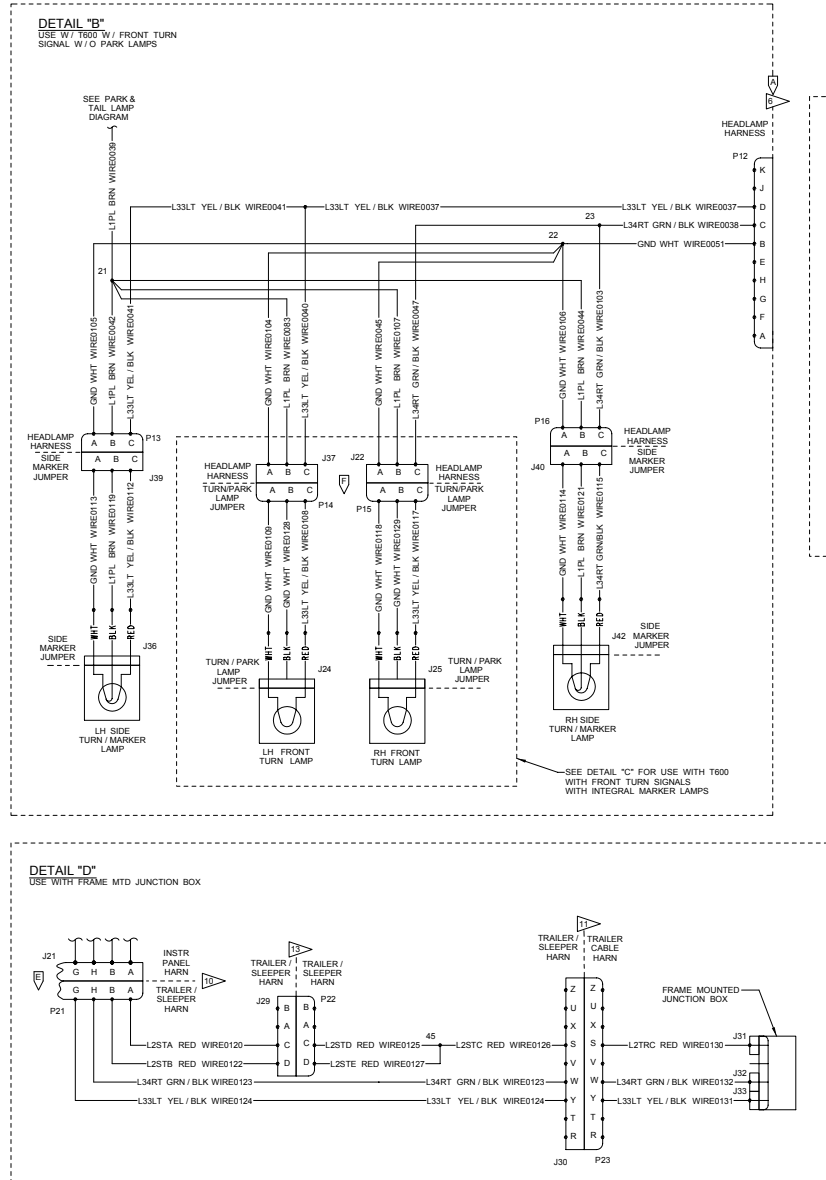 DETAIL "B"
USE W/ T600 W/ FRONT TURN
SIGNAL W/O PARK LAMPS
SEE PARK &
TAIL LAMP
DIAGRAM
A
6
HEADLAMP
HARNESS
P12
K
J
D
C
B
E
H
G
F
A
L1PL BRN WIRE0039
L33LT YEL / BLK WIRE0041
L33LT YEL / BLK WIRE0037
L33LT YEL / BLK WIRE0037
23
L34RT GRN / BLK WIRE0038
22
GND WHT WIRE0051
21
GND WHT WIRE0105
L1PL BRN WIRE0042
L33LT YEL / BLK WIRE0041
GND WHT WIRE0104
L1PL BRN WIRE0083
L33LT YEL / BLK WIRE0040
GND WHT WIRE0045
L1PL BRN WIRE0107
L34RT GRN / BLK WIRE0047
GND WHT WIRE0106
L1PL BRN WIRE0044
L34RT GRN / BLK WIRE0103
HEADLAMP
HARNESS
SIDE
MARKER
JUMPER
A B C
A B C
P13
J39
HEADLAMP
HARNESS
TURN/PARK
LAMP
JUMPER
A B C
A B C
J37
P14
F
J22
P15
A B C
A B C
HEADLAMP
HARNESS
TURN/PARK
LAMP
JUMPER
P16
J40
A B C
A B C
HEADLAMP
HARNESS
SIDE
MARKER
JUMPER
GND WHT WIRE0113
L1PL BRN WIRE0119
L33LT YEL / BLK WIRE0112
GND WHT WIRE0109
GND WHT WIRE0128
L33LT YEL / BLK WIRE0108
GND WHT WIRE0118
GND WHT WIRE0129
L33LT YEL / BLK WIRE0117
GND WHT WIRE0114
L1PL BRN WIRE0121
L34RT GRN/BLK WIRE0115
WHT
BLK
RED
WHT
BLK
RED
WHT
BLK
RED
WHT
BLK
RED
SIDE
MARKER
JUMPER
J36
LH SIDE
TURN / MARKER
LAMP
TURN / PARK
LAMP
JUMPER
J24
LH FRONT
TURN LAMP
J25
TURN / PARK
LAMP
JUMPER
RH FRONT
TURN LAMP
J42
SIDE
MARKER
JUMPER
RH SIDE
TURN / MARKER
LAMP
SEE DETAIL "C" FOR USE WITH T600
WITH FRONT TURN SIGNALS
WITH INTEGRAL MARKER LAMPS
DETAIL "D"
USE WITH FRAME MTD JUNCTION BOX
E
J21
G H B A
G H B A
P21
INSTR
PANEL
HARN
10
TRAILER /
SLEEPER
HARN
13
TRAILER /
SLEEPER
HARN
TRAILER /
SLEEPER
HARN
J29
P22
B B
A A
C C
D D
11
TRAILER /
SLEEPER
HARN
TRAILER
CABLE
HARN
Z Z
U U
X X
S S
V V
W W
Y Y
T T
R R
J30
P23
L2STA RED WIRE0120
L2STD RED WIRE0125
45
L2STC RED WIRE0126
L2TRC RED WIRE0130
L2STB RED WIRE0122
L2STE RED WIRE0127
L34RT GRN / BLK WIRE0123
L34RT GRN / BLK WIRE0123
L34RT GRN / BLK WIRE0132
L33LT YEL / BLK WIRE0124
L33LT YEL / BLK WIRE0124
L33LT YEL / BLK WIRE0131
FRAME MOUNTED
JUNCTION BOX
J31
J32
J33